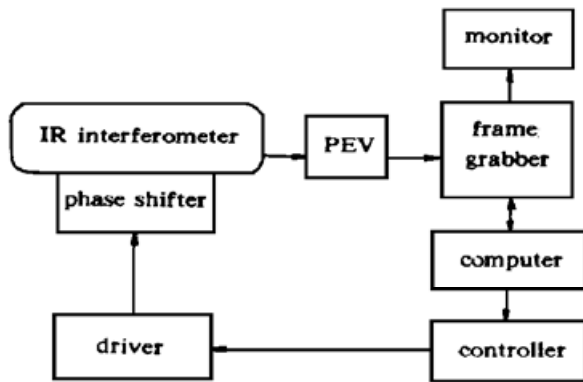 monitor
IR interferometer
PEV
frame
grabber
phase shifter
computer
driver
controller